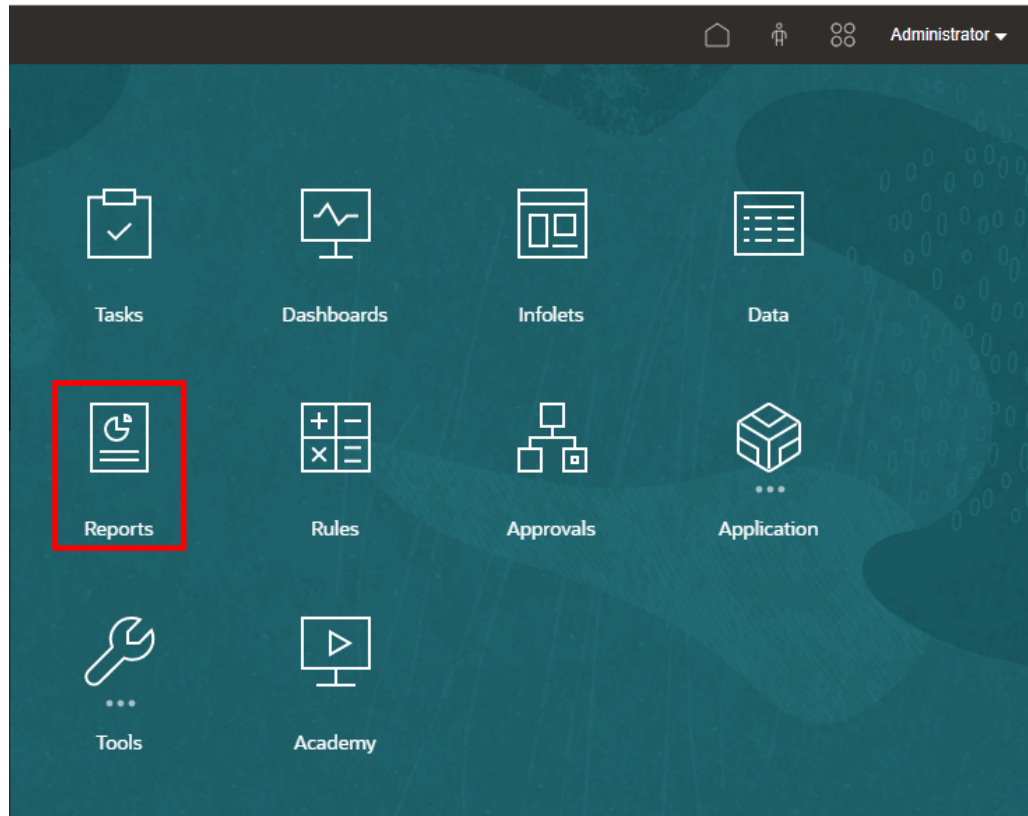 Administrator
Tasks
Dashboards
Infolets
Data
Reports
Rules
Approvals
Application
Tools
Academy